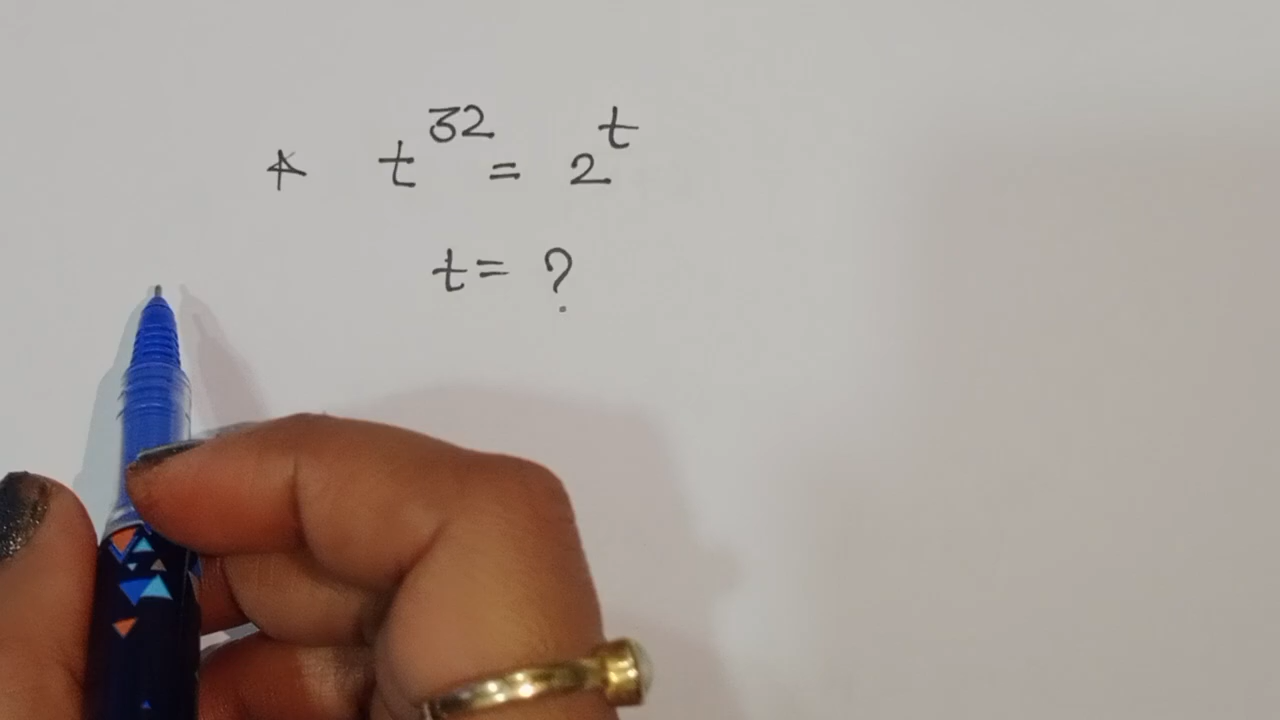 * t^32 = 2^t
t = ?